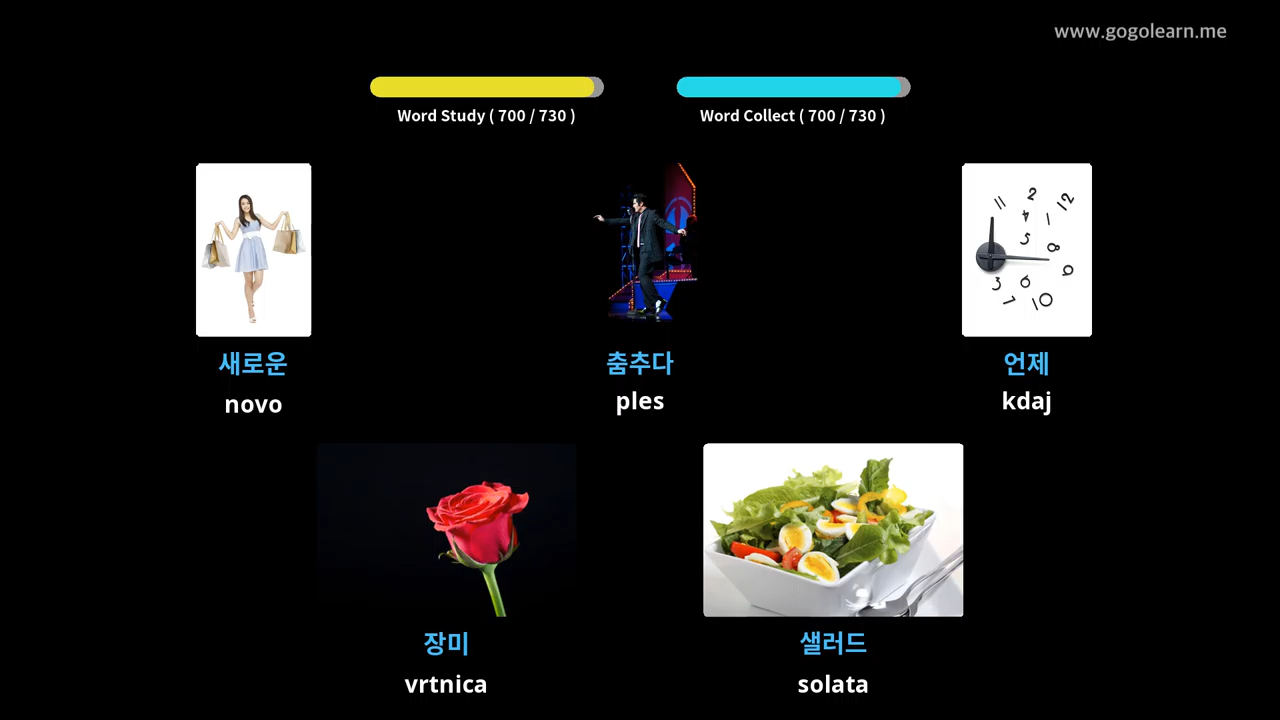 www.gogolearn.me
Word Study ( 700 / 730 )
Word Collect ( 700 / 730 )
새로운
novo
춤추다
ples
언제
kdaj
장미
vrtnica
샐러드
solata